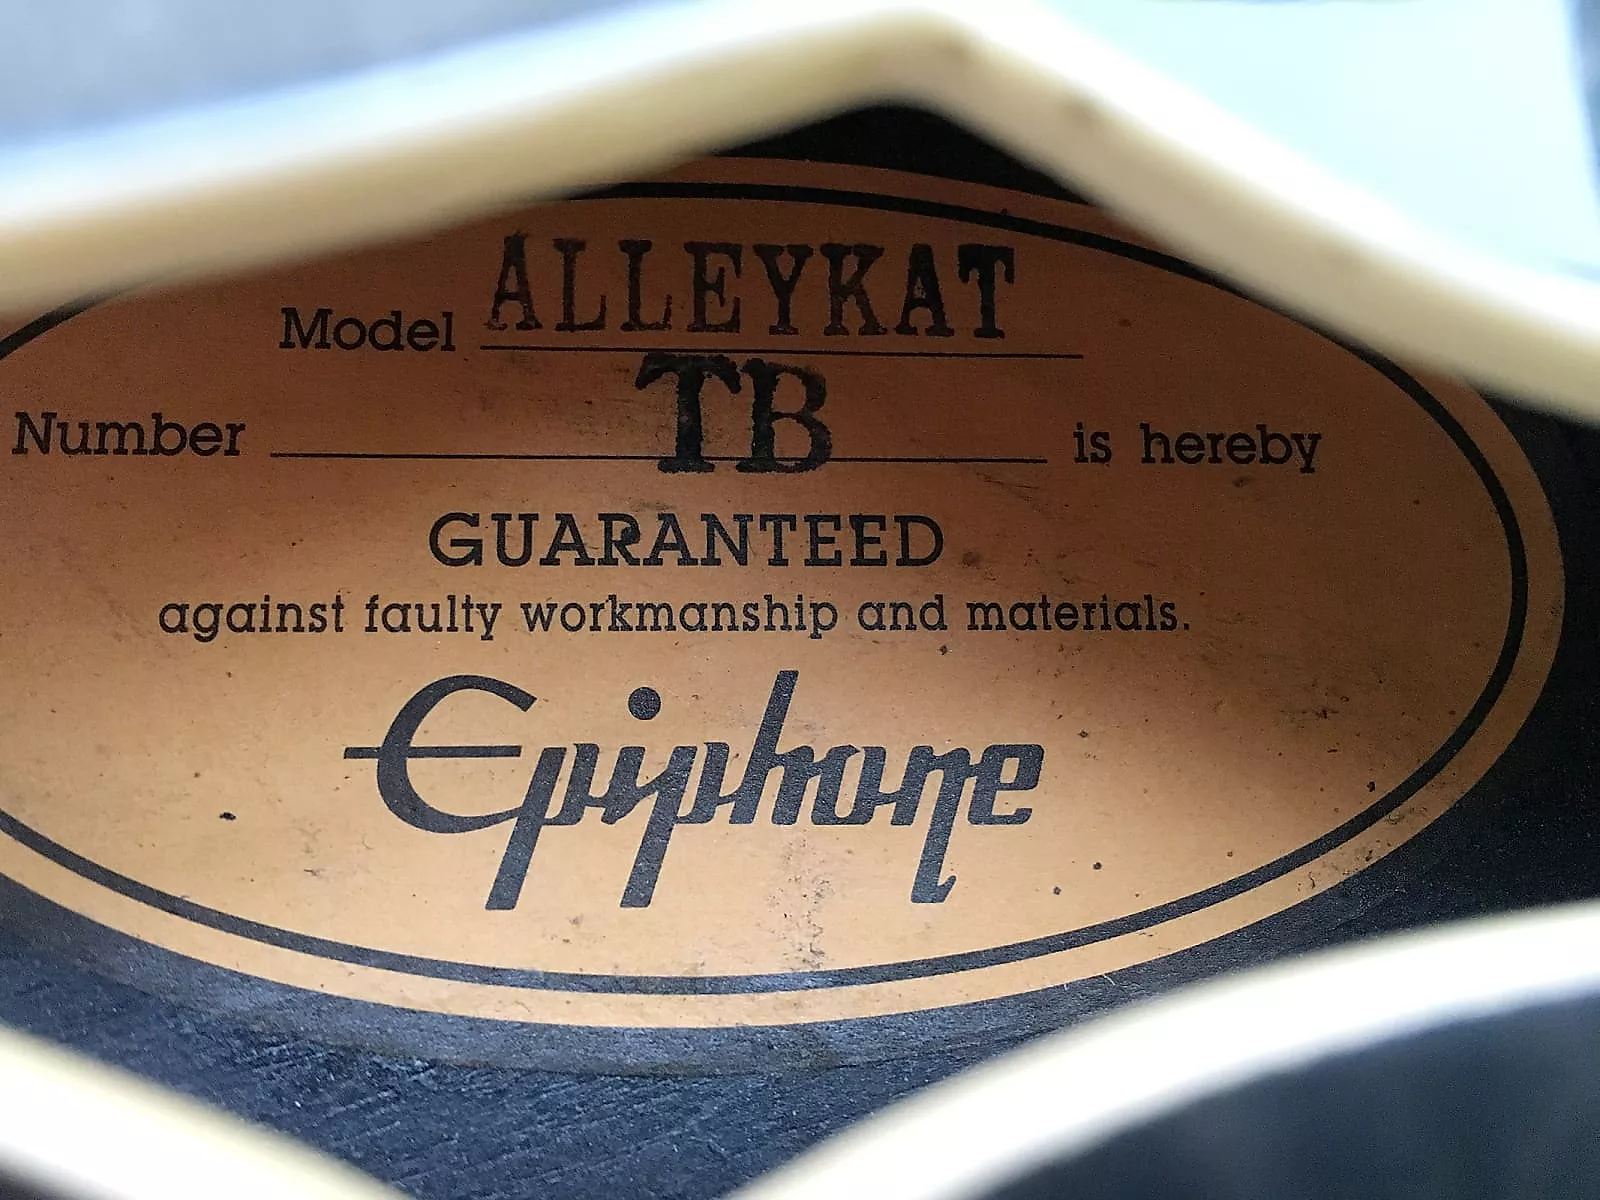 Model ALLEYKAT
Number TB is hereby
GUARANTEED
against faulty workmanship and materials.
Epiphone